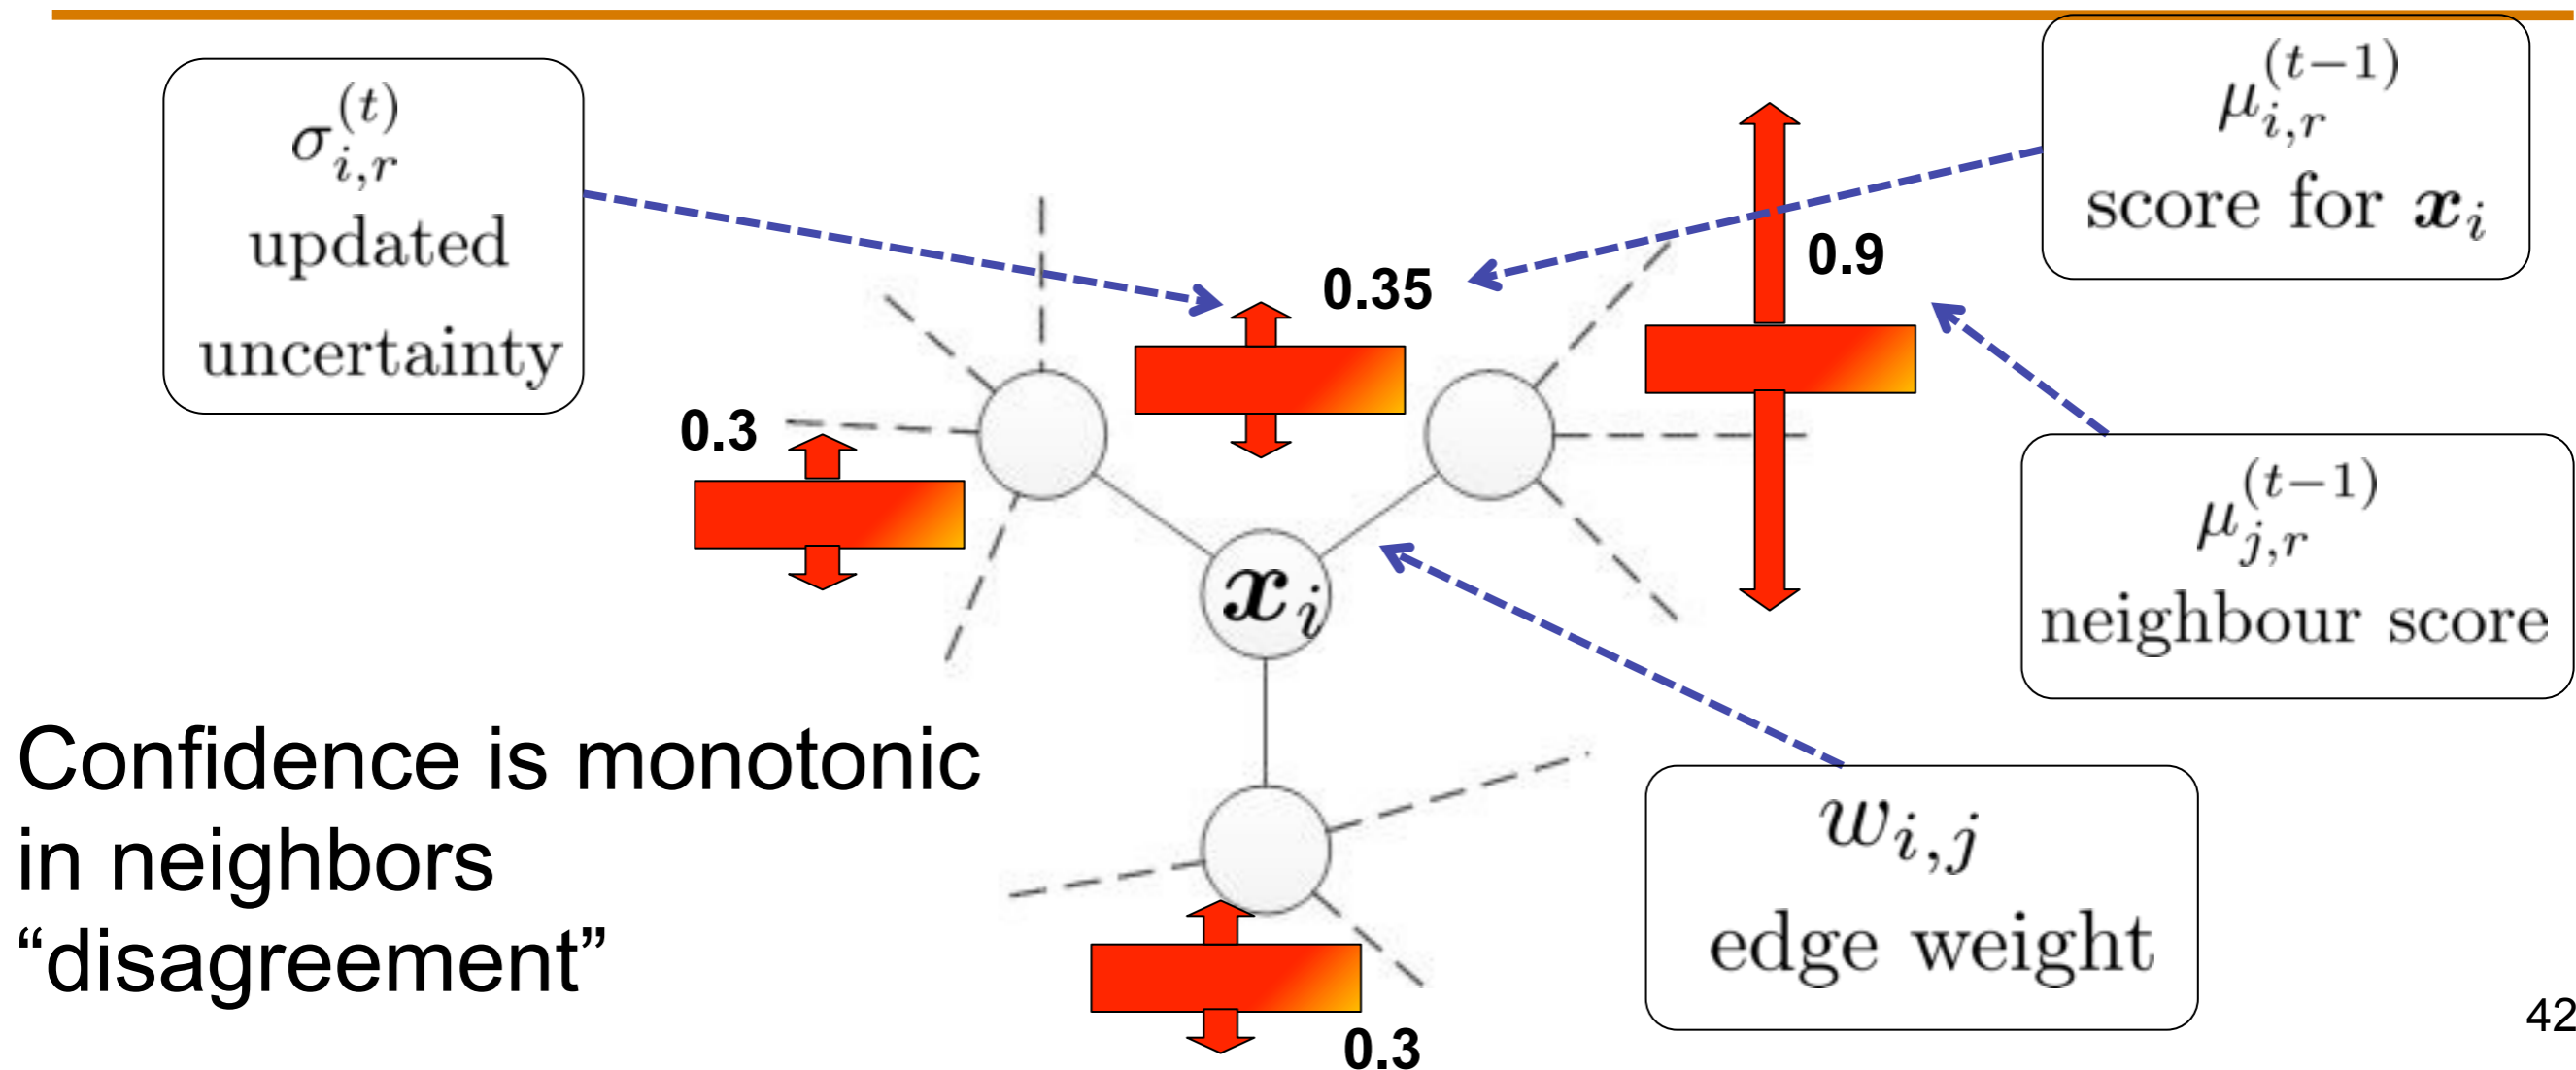 σ_{i,r}^{(t)}
updated
uncertainty
μ_{i,r}^{(t−1)}
score for x_i
0.35
0.9
0.3
μ_{j,r}^{(t−1)}
neighbour score
x_i
Confidence is monotonic
in neighbors
“disagreement”
w_{i,j}
edge weight
0.3
42